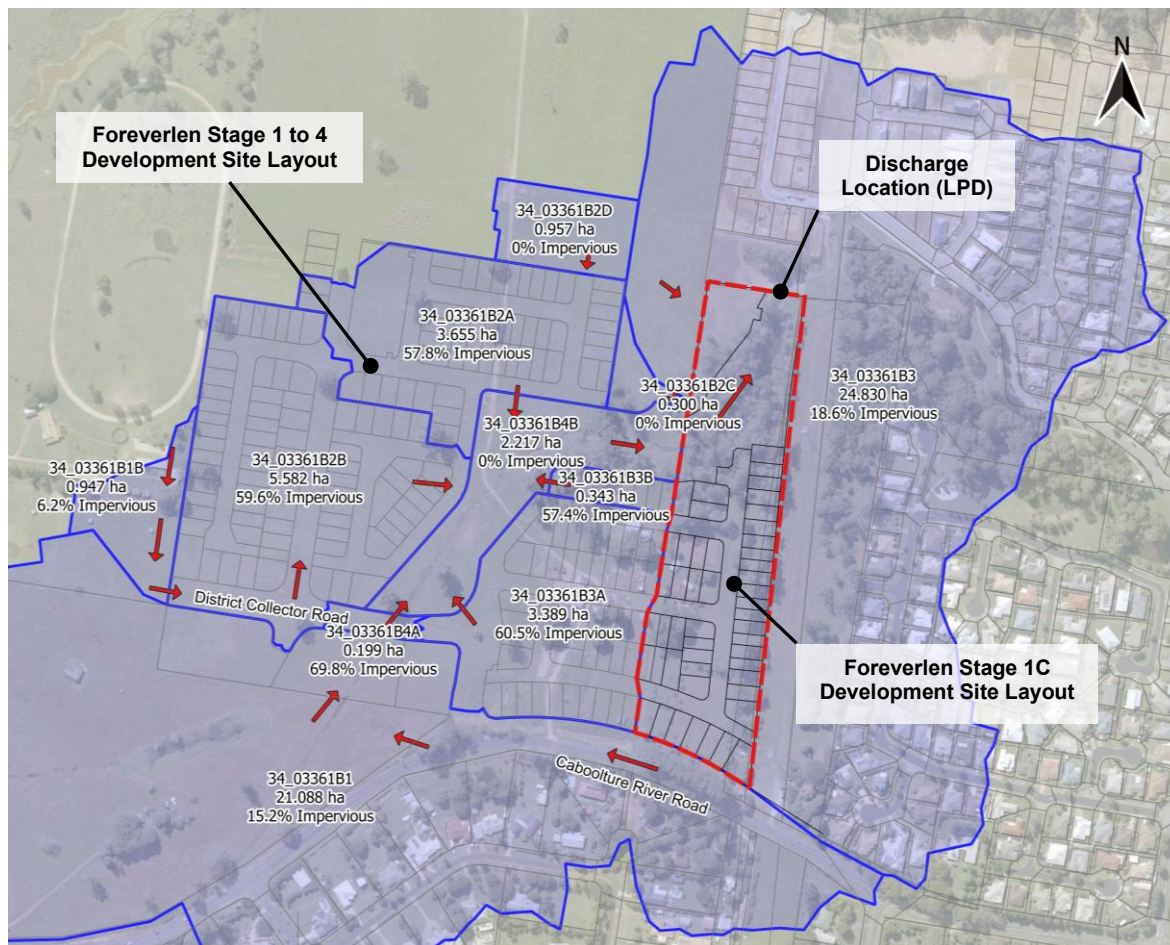 N
Foreverlen Stage 1 to 4
Development Site Layout
Discharge
Location (LPD)
34_03361B2D
0.957 ha
0% Impervious
34_03361B2A
3.655 ha
57.8% Impervious
34_03361B2C
0.300 ha
0% Impervious
34_03361B3
24.830 ha
18.6% Impervious
34_03361B4B
2.217 ha
0% Impervious
34_03361B1B
0.947 ha
6.2% Impervious
34_03361B2B
5.582 ha
59.6% Impervious
34_03361B3B
0.343 ha
57.4% Impervious
District Collector Road
34_03361B3A
3.389 ha
60.5% Impervious
34_03361B4A
0.199 ha
69.8% Impervious
Foreverlen Stage 1C
Development Site Layout
34_03361B1
21.088 ha
15.2% Impervious
Caboolture River Road